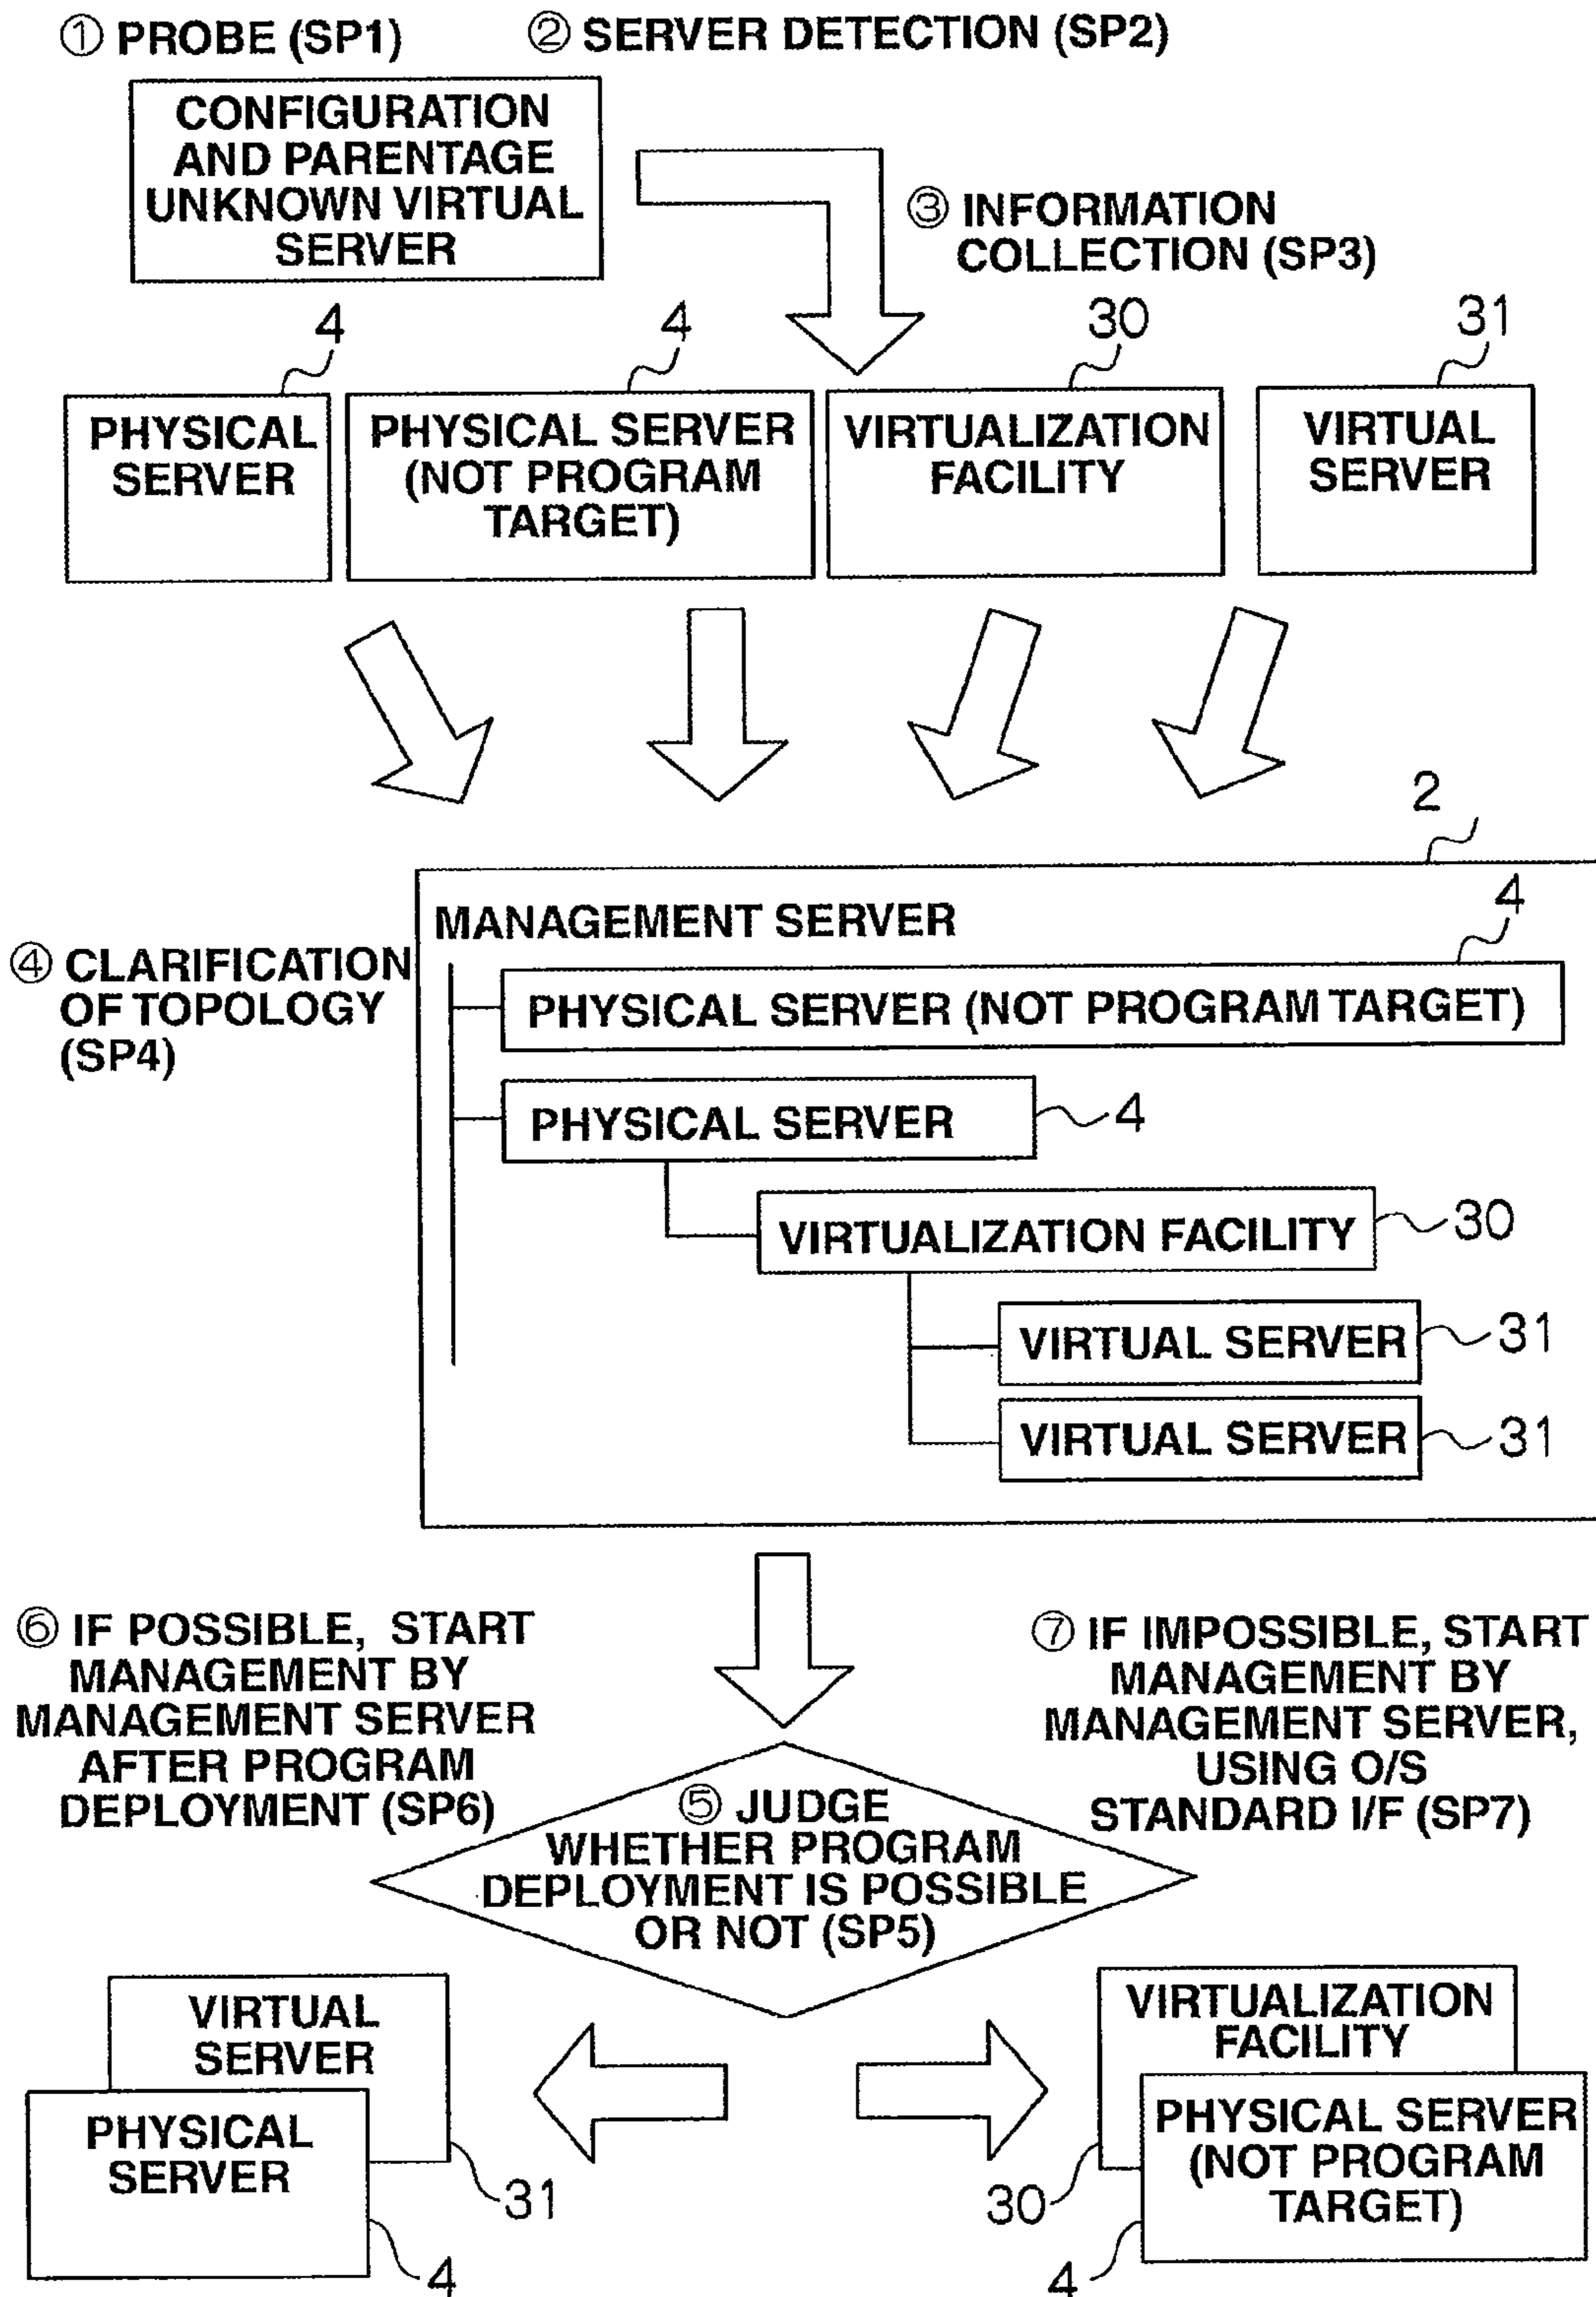 ① PROBE (SP1)
② SERVER DETECTION (SP2)
CONFIGURATION
AND PARENTAGE
UNKNOWN VIRTUAL
SERVER
③ INFORMATION
COLLECTION (SP3)
4
4
30
31
PHYSICAL
SERVER
PHYSICAL SERVER
(NOT PROGRAM
TARGET)
VIRTUALIZATION
FACILITY
VIRTUAL
SERVER
2
MANAGEMENT SERVER
4
④ CLARIFICATION
OF TOPOLOGY
(SP4)
PHYSICAL SERVER (NOT PROGRAM TARGET)
PHYSICAL SERVER
4
VIRTUALIZATION FACILITY
30
VIRTUAL SERVER
31
VIRTUAL SERVER
31
⑥ IF POSSIBLE, START
MANAGEMENT BY
MANAGEMENT SERVER
AFTER PROGRAM
DEPLOYMENT (SP6)
⑦ IF IMPOSSIBLE, START
MANAGEMENT BY
MANAGEMENT SERVER,
USING O/S
STANDARD I/F (SP7)
⑤ JUDGE
WHETHER PROGRAM
DEPLOYMENT IS POSSIBLE
OR NOT (SP5)
VIRTUAL
SERVER
PHYSICAL
SERVER
31
4
VIRTUALIZATION
FACILITY
PHYSICAL SERVER
(NOT PROGRAM
TARGET)
30
4